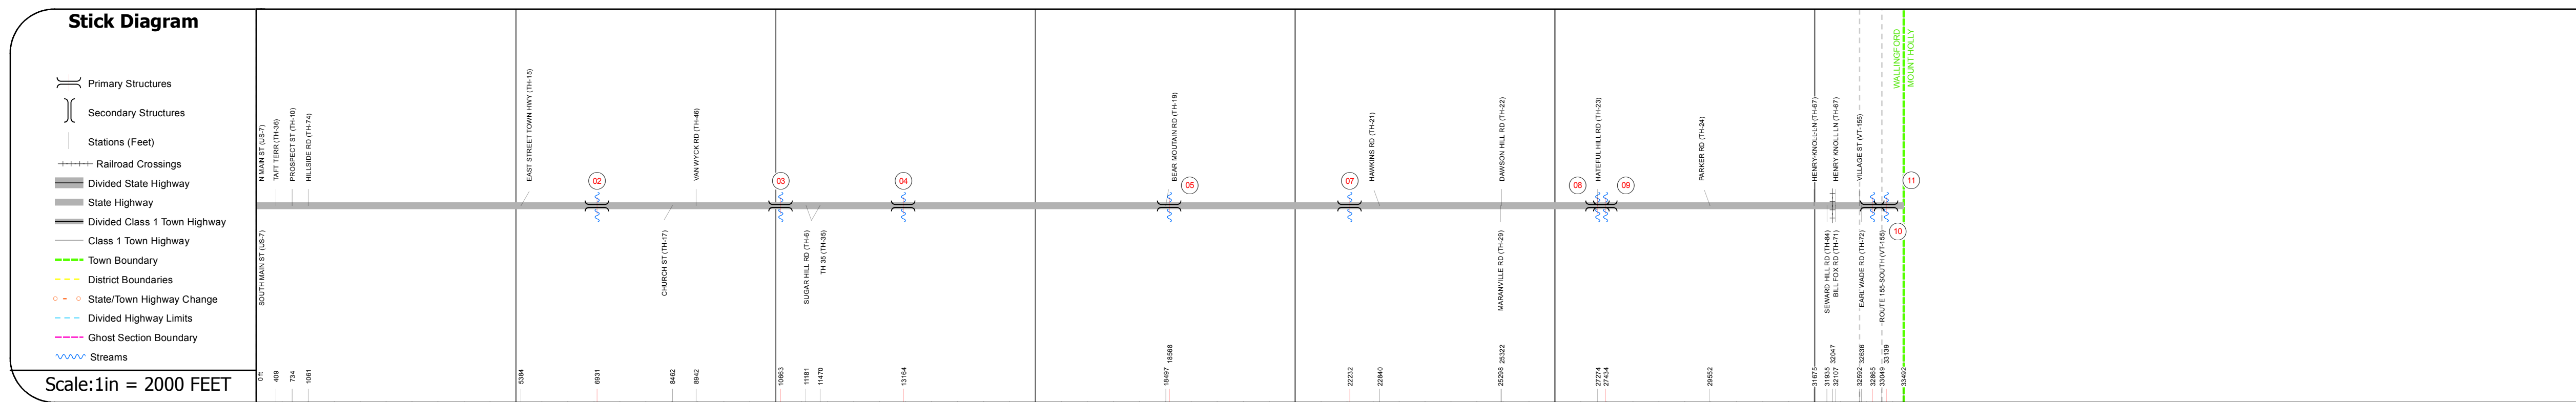 Stick Diagram
Primary Structures
Secondary Structures
Stations (Feet)
Railroad Crossings
Divided State Highway
State Highway
Divided Class 1 Town Highway
Class 1 Town Highway
Town Boundary
District Boundaries
State/Town Highway Change
Divided Highway Limits
Ghost Section Boundary
Streams
Scale:1in = 2000 FEET
N MAIN ST (US-7)
TAFT TERR (TH-36)
PROSPECT ST (TH-10)
HILLSIDE RD (TH-74)
EAST STREET TOWN HWY (TH-15)
VAN WYCK RD (TH-46)
BEAR MOUTAIN RD (TH-19)
HAWKINS RD (TH-21)
DAWSON HILL RD (TH-22)
HATEFUL HILL RD (TH-23)
PARKER RD (TH-24)
HENRY-KNOLL-LN (TH-67)
HENRY KNOLL LN (TH-67)
VILLAGE ST (VT-155)
WALLINGFORD
MOUNT HOLLY
02
03
04
05
07
08
09
11
10
SOUTH MAIN ST (US-7)
CHURCH ST (TH-17)
SUGAR HILL RD (TH-6)
TH 35 (TH-35)
MARANVILLE RD (TH-29)
SEWARD HILL RD (TH-84)
BILL FOX RD (TH-71)
EARL WADE RD (TH-72)
ROUTE 155-SOUTH (VT-155)
0 ft
409
734
1061
5384
6931
8462
8942
10663
11181
11470
13164
18497
18568
22232
22840
25298
25322
27274
27434
29552
31675
31935
32047
32107
32592
32636
32865
33049
33139
33492